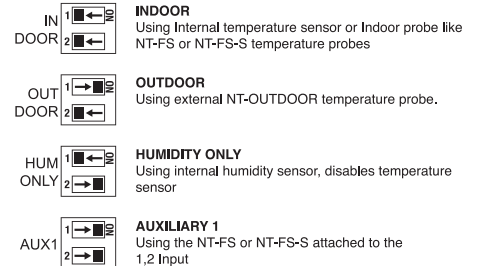 IN
DOOR
1
ON
2
INDOOR
Using Internal temperature sensor or Indoor probe like
NT-FS or NT-FS-S temperature probes
OUT
DOOR
1
ON
2
OUTDOOR
Using external NT-OUTDOOR temperature probe.
HUM
ONLY
1
ON
2
HUMIDITY ONLY
Using internal humidity sensor, disables temperature
sensor
AUX1
1
ON
2
AUXILIARY 1
Using the NT-FS or NT-FS-S attached to the
1,2 Input